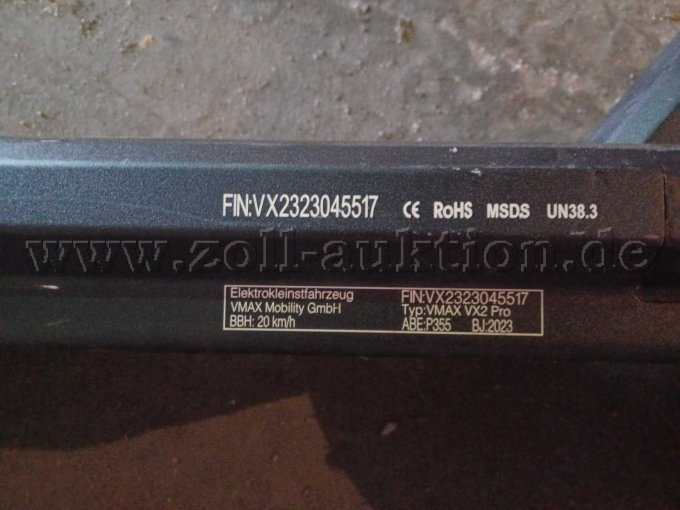 FIN:VX2323045517 CE RoHS MSDS UN38.3
www.zoll-auktion.de
Elektrokleinstfahrzeug FIN:VX2323045517
VMAX Mobility GmbH Typ:VMAX VX2 Pro
BBH: 20 km/h ABE:P355 BJ:2023